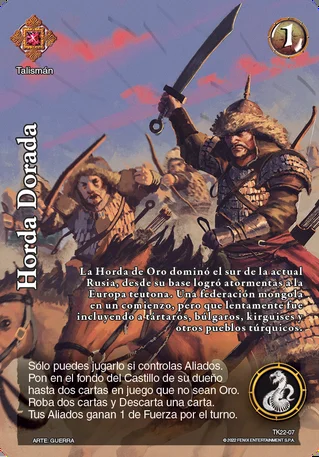 1
Talismán
Horda Dorada
La Horda de Oro dominó el sur de la actual
Rusia, desde su base logró atormentas a la
Europa teutona. Una federación mongola
en un comienzo, pero que lentamente fue
incluyendo a tártaros, búlgaros, kirguises y
otros pueblos túrquicos.
Sólo puedes jugarlo si controlas Aliados.
Pon en el fondo del Castillo de su dueño
hasta dos cartas en juego que no sean Oro.
Roba dos cartas y Descarta una carta.
Tus Aliados ganan 1 de Fuerza por el turno.
TK22-07
ARTE: GUERRA
© 2022 FENIX ENTERTAINMENT S.P.A.